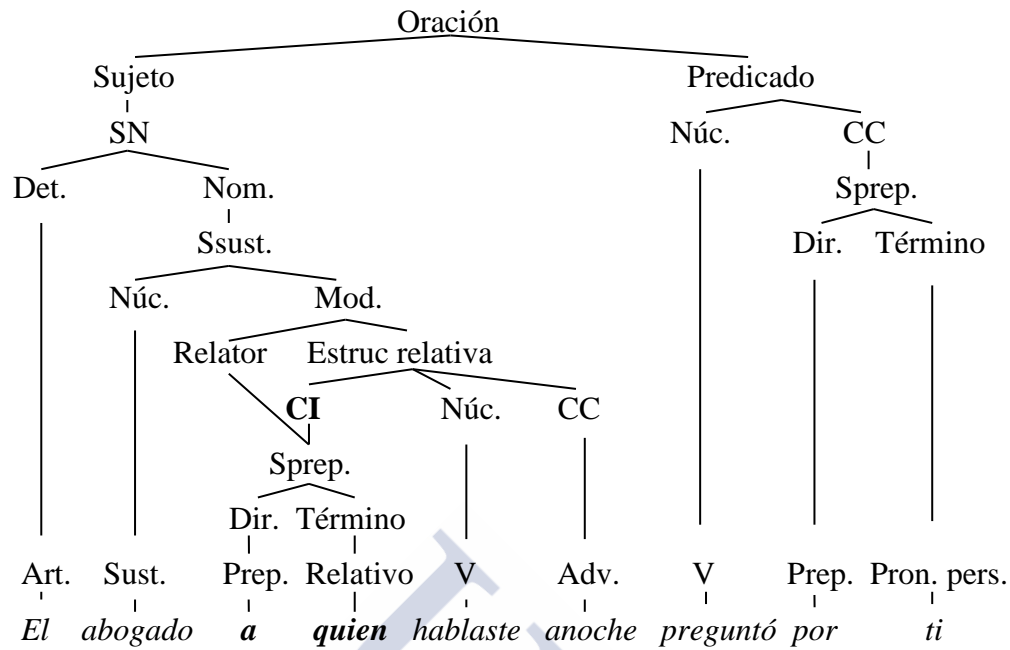 Oración
Sujeto Predicado
SN Núc. CC
Det. Nom. Sprep.
Ssust. Dir. Término
Núc. Mod.
Relator Estruc relativa
CI Núc. CC
Sprep.
Dir. Término
Art. Sust. Prep. Relativo V Adv. V Prep. Pron. pers.
El abogado a quien hablaste anoche preguntó por ti